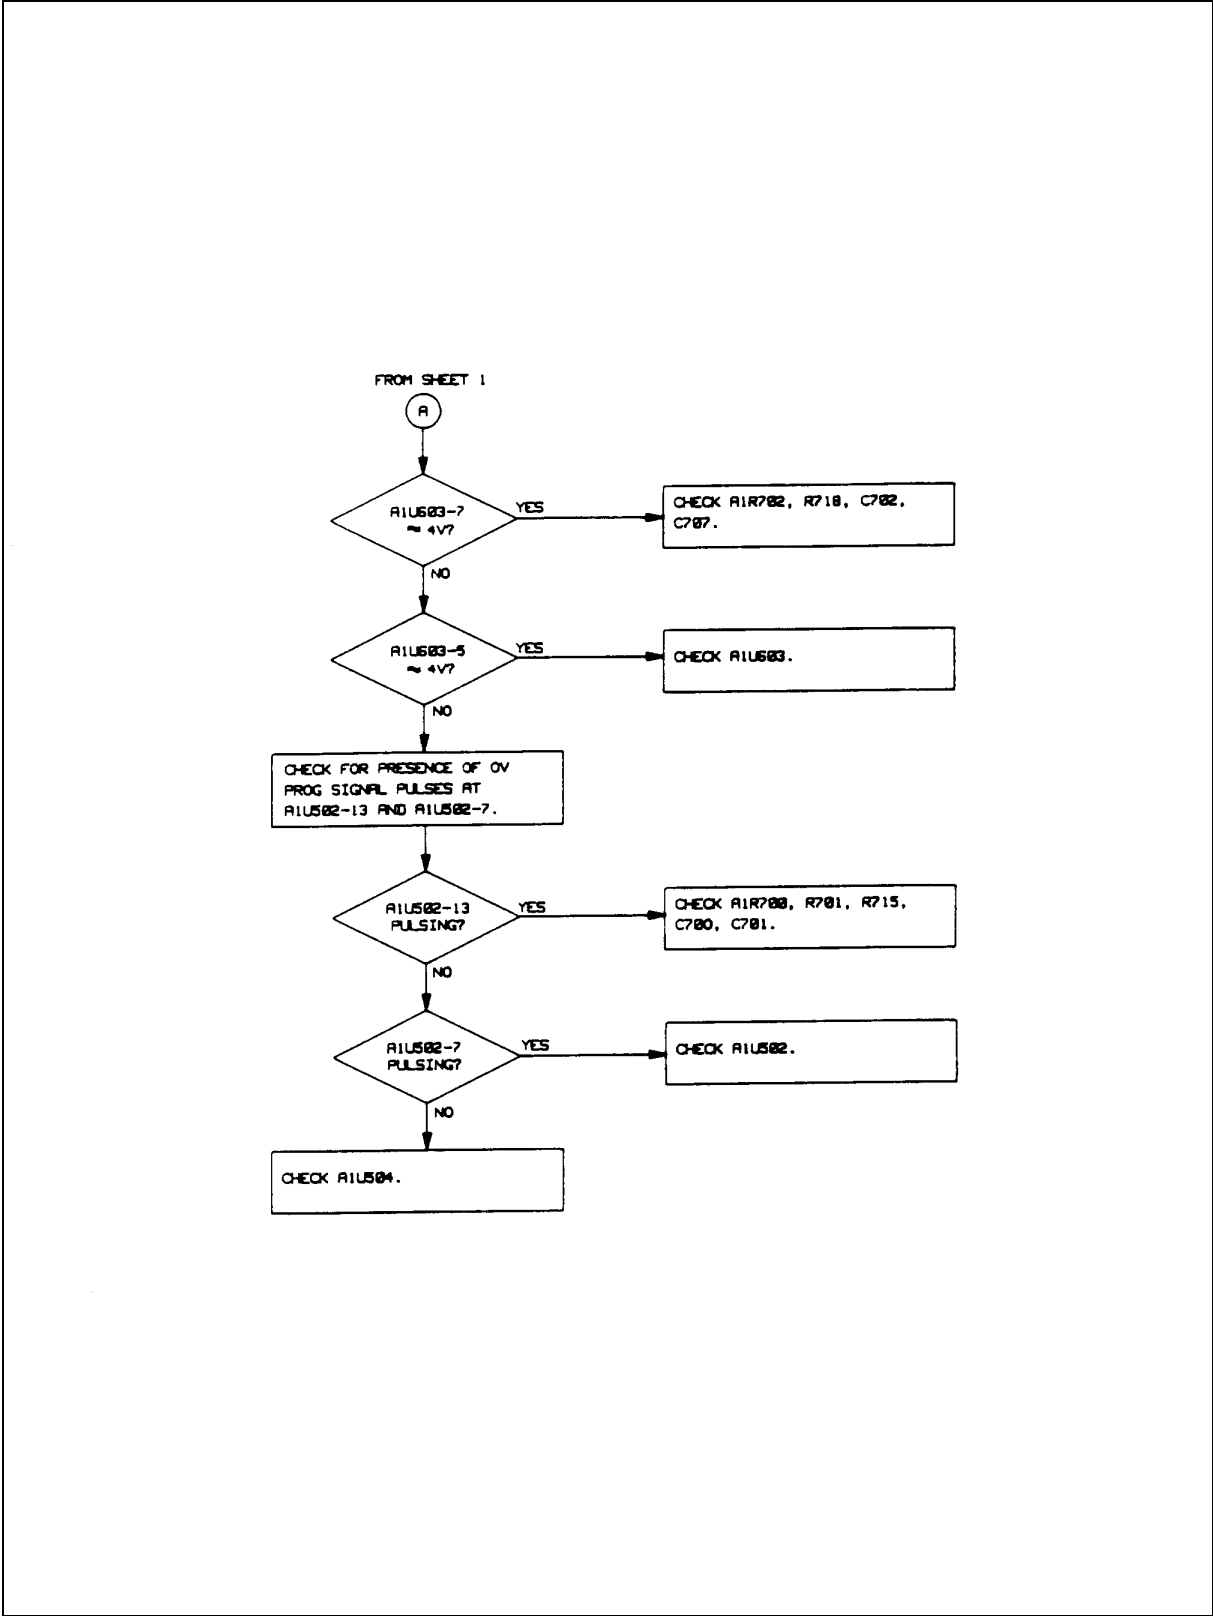 FROM SHEET 1
A
A1U603-7
≈ 4V?
YES
CHECK A1R702, R718, C702,
C707.
NO
A1U603-5
≈ 4V?
YES
CHECK A1U603.
NO
CHECK FOR PRESENCE OF OV
PROG SIGNAL PULSES AT
A1U502-13 AND A1U502-7.
A1U502-13
PULSING?
YES
CHECK A1R700, R701, R715,
C700, C701.
NO
A1U502-7
PULSING?
YES
CHECK A1U502.
NO
CHECK A1U504.